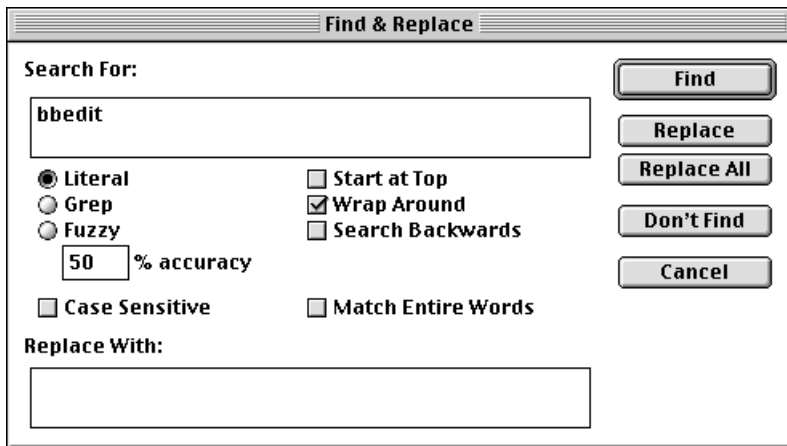 Find & Replace
Search For:
bbedit
Literal
Grep
Fuzzy
50 % accuracy
Start at Top
Wrap Around
Search Backwards
Case Sensitive
Match Entire Words
Replace With:
Find
Replace
Replace All
Don't Find
Cancel